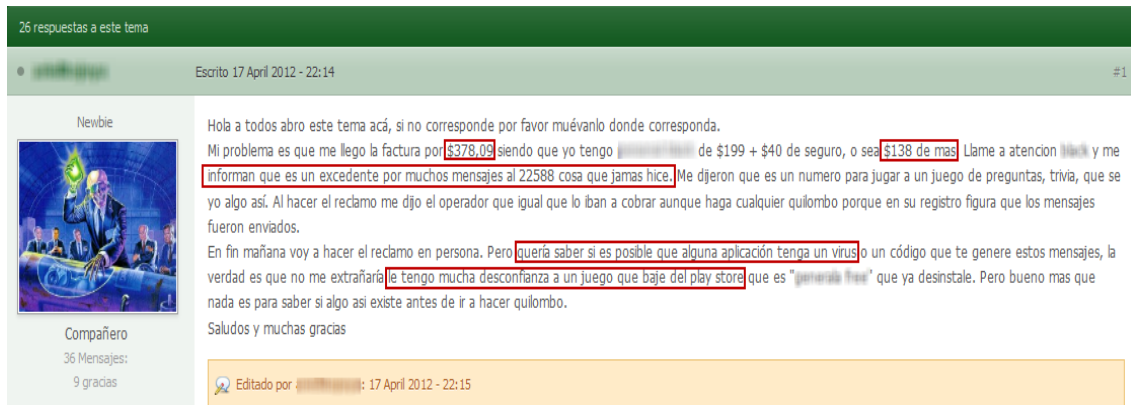 26 respuestas a este tema
Escrito 17 April 2012 - 22:14
#1
Newbie
Hola a todos abro este tema acá, si no corresponde por favor muévanlo donde corresponda.
Mi problema es que me llego la factura por $378,09 siendo que yo tengo de $199 + $40 de seguro, o sea $138 de mas. Llame a atencion y me
informan que es un excedente por muchos mensajes al 22588 cosa que jamas hice. Me dijeron que es un numero para jugar a un juego de preguntas, trivia, que se
yo algo así. Al hacer el reclamo me dijo el operador que igual que lo iban a cobrar aunque haga cualquier quilombo porque en su registro figura que los mensajes
fueron enviados.
En fin mañana voy a hacer el reclamo en persona. Pero quería saber si es posible que alguna aplicación tenga un virus o un código que te genere estos mensajes, la
verdad es que no me extrañaría le tengo mucha desconfianza a un juego que baje del play store que es " " que ya desinstale. Pero bueno mas que
nada es para saber si algo asi existe antes de ir a hacer quilombo.
Saludos y muchas gracias
Compañero
36 Mensajes:
9 gracias
Editado por : 17 April 2012 - 22:15